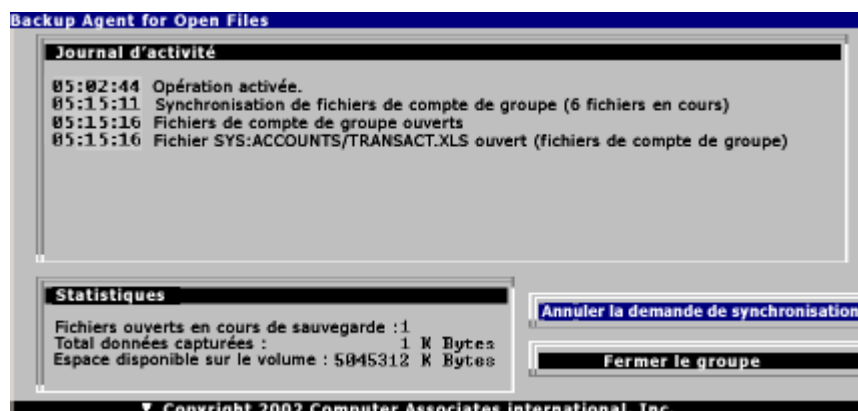 Backup Agent for Open Files
Journal d'activité
05:02:44 Opération activée.
05:15:11 Synchronisation de fichiers de compte de groupe (6 fichiers en cours)
05:15:16 Fichiers de compte de groupe ouverts
05:15:16 Fichier SYS:ACCOUNTS/TRANSACT.XLS ouvert (fichiers de compte de groupe)
Statistiques
Fichiers ouverts en cours de sauvegarde :1
Total données capturées : 1 K Bytes
Espace disponible sur le volume : 5045312 K Bytes
Annuler la demande de synchronisation
Fermer le groupe
▼ Copyright 2002 Computer Associates international, Inc